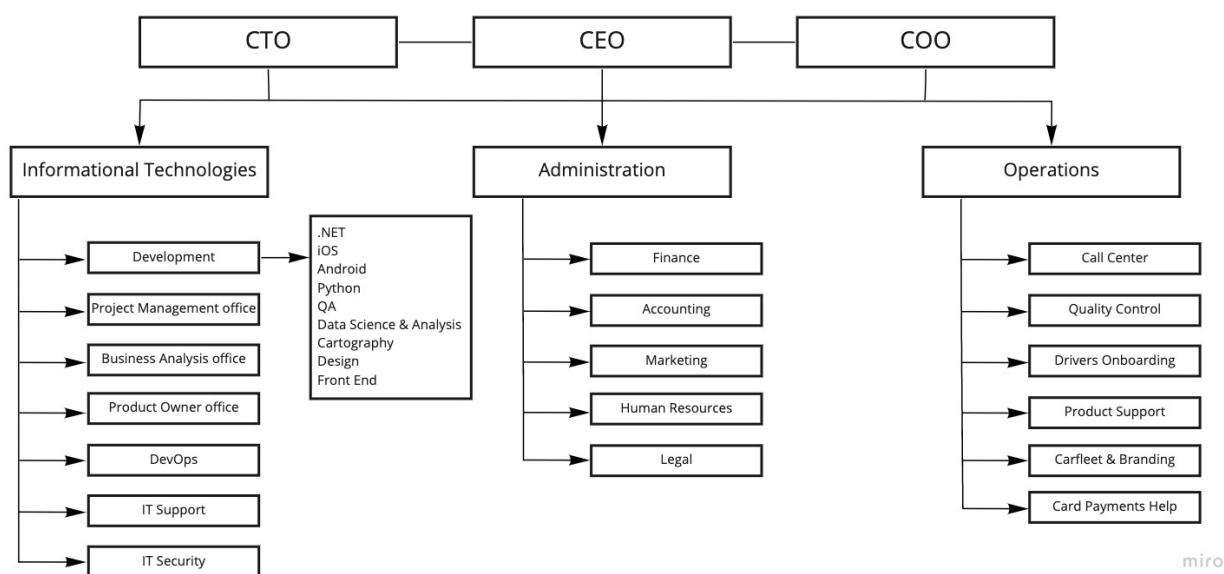 CTO
CEO
COO
Informational Technologies
Administration
Operations
Development
.NET
iOS
Android
Python
QA
Data Science & Analysis
Cartography
Design
Front End
Project Management office
Business Analysis office
Product Owner office
DevOps
IT Support
IT Security
Finance
Accounting
Marketing
Human Resources
Legal
Call Center
Quality Control
Drivers Onboarding
Product Support
Carfleet & Branding
Card Payments Help
miro